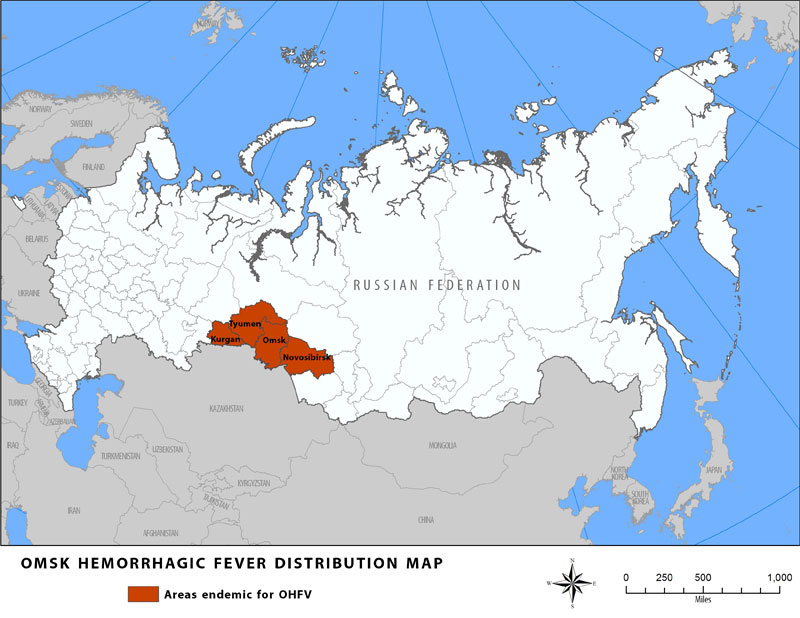 NORWAY
NORWAY
SWEDEN
FINLAND
ESTONIA
LATVIA
LITHUANIA
BELARUS
UKRAINE
RUSSIAN FEDERATION
Tyumen
Kurgan
Omsk
Novosibirsk
GEORGIA
TURKEY
AZERBAIJAN
KAZAKHSTAN
MONGOLIA
UZBEKISTAN
TURKMENISTAN
KYRGYZSTAN
IRAQ
IRAN
AFGHANISTAN
CHINA
NORTH
KOREA
SOUTH
KOREA
JAPAN
OMSK HEMORRHAGIC FEVER DISTRIBUTION MAP
Areas endemic for OHFV
N
W
E
S
0 250 500 1,000
Miles